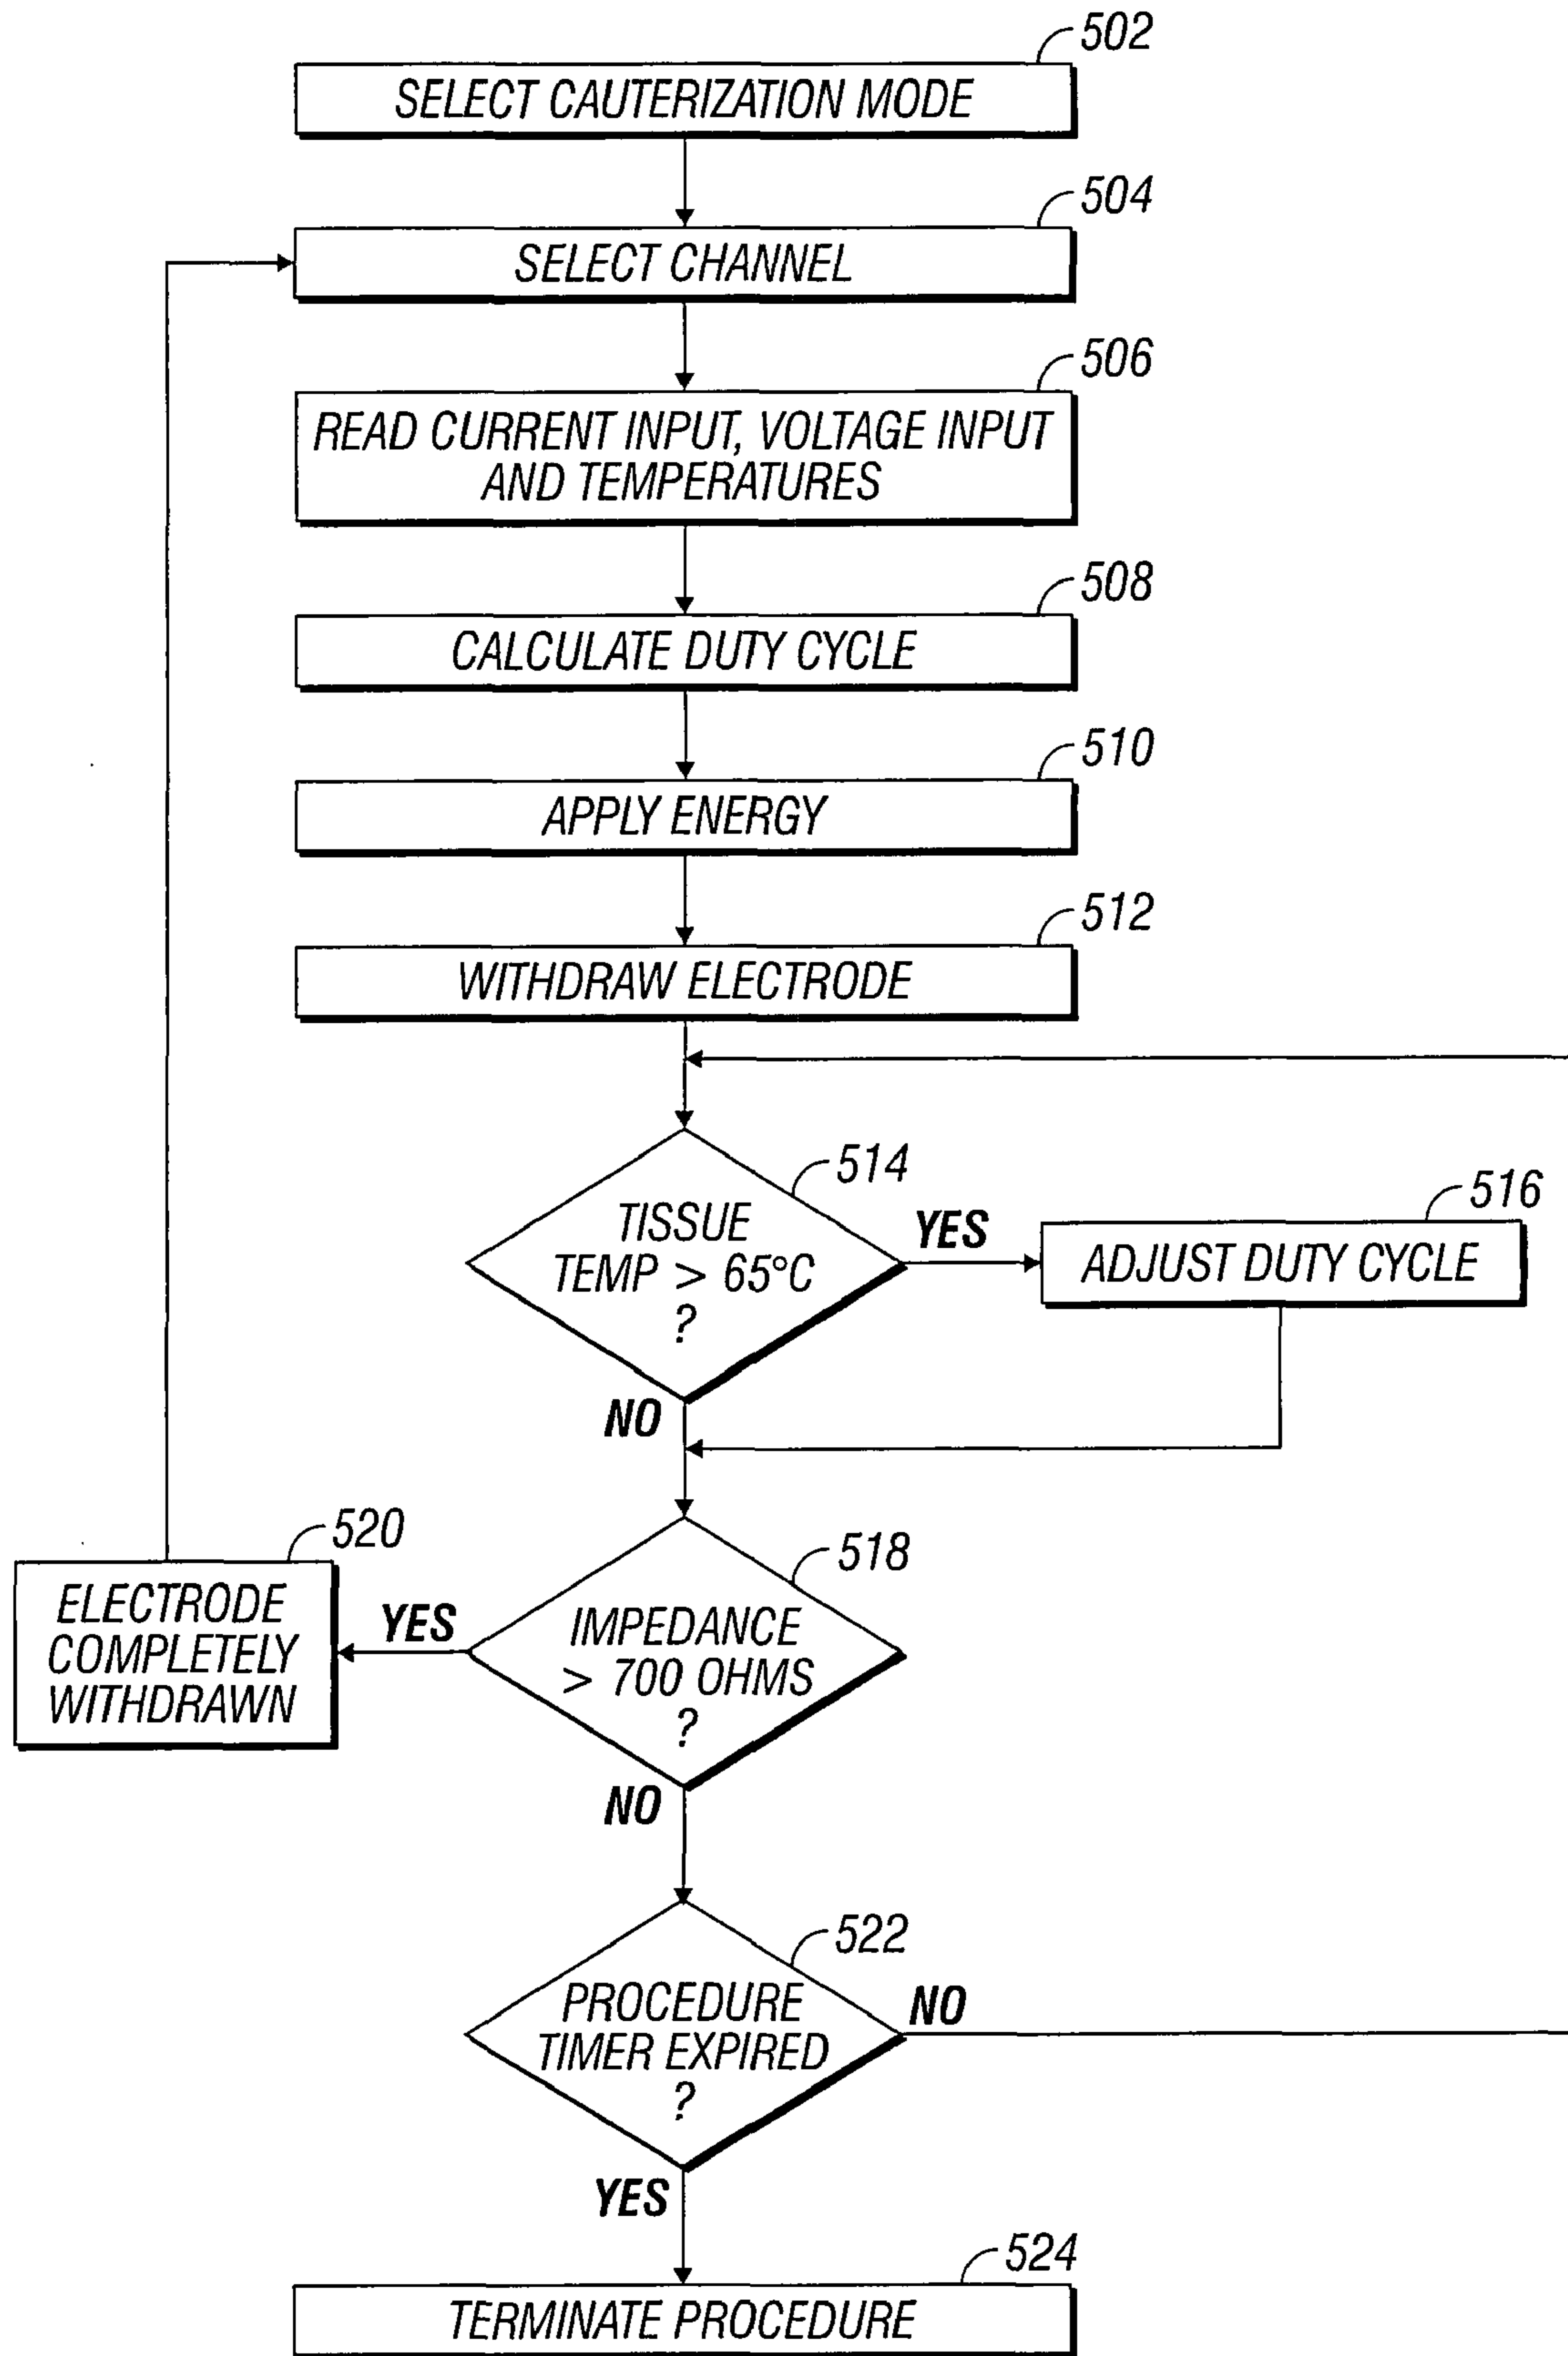 502
SELECT CAUTERIZATION MODE
504
SELECT CHANNEL
506
READ CURRENT INPUT, VOLTAGE INPUT
AND TEMPERATURES
508
CALCULATE DUTY CYCLE
510
APPLY ENERGY
512
WITHDRAW ELECTRODE
514
TISSUE
TEMP > 65°C
?
YES
516
ADJUST DUTY CYCLE
NO
520
ELECTRODE
COMPLETELY
WITHDRAWN
YES
518
IMPEDANCE
> 700 OHMS
?
NO
522
PROCEDURE
TIMER EXPIRED
?
NO
YES
524
TERMINATE PROCEDURE